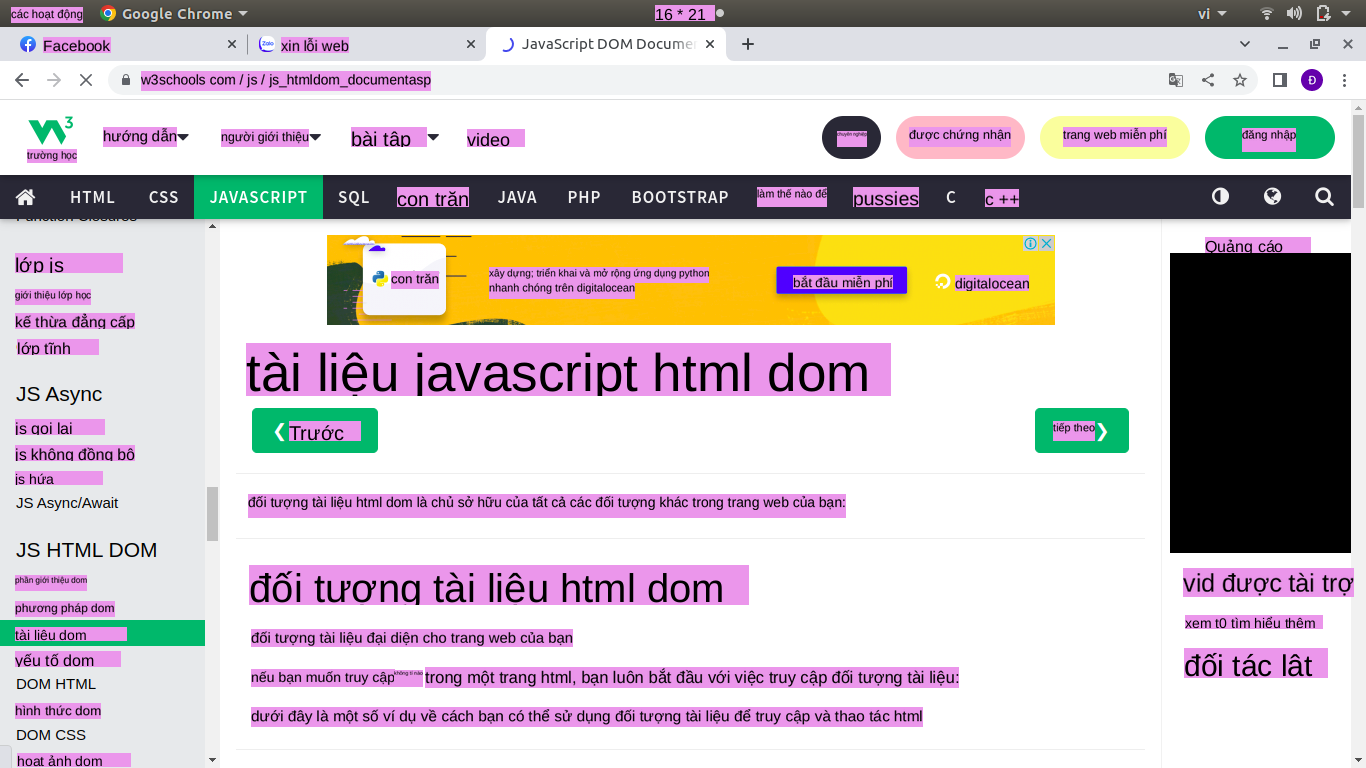 các hoạt động
Google Chrome
16 * 21
vi
Facebook
xin lỗi web
JavaScript DOM Docume
w3schools com / js / js_htmldom_documentasp
trường học
hướng dẫn
người giới thiệu
bài tập
video
chuyên nghiệp
được chứng nhận
trang web miễn phí
đăng nhập
HTML
CSS
JAVASCRIPT
SQL
con trăn
JAVA
PHP
BOOTSTRAP
làm thế nào để
pussies
C
c ++
Function Closures
lớp js
giới thiệu lớp học
kế thừa đẳng cấp
lớp tĩnh
JS Async
js gọi lại
js không đồng bộ
js hứa
JS Async/Await
JS HTML DOM
phần giới thiệu dom
phương pháp dom
tài liệu dom
yếu tố dom
DOM HTML
hình thức dom
DOM CSS
hoạt ảnh dom
con trăn
xây dựng; triển khai và mở rộng ứng dụng python
nhanh chóng trên digitalocean
bắt đầu miễn phí
digitalocean
tài liệu javascript html dom
❮ Trước
tiếp theo ❯
đối tượng tài liệu html dom là chủ sở hữu của tất cả các đối tượng khác trong trang web của bạn:
đối tượng tài liệu html dom
đối tượng tài liệu đại diện cho trang web của bạn
nếu bạn muốn truy cập không tí nào trong một trang html, bạn luôn bắt đầu với việc truy cập đối tượng tài liệu:
dưới đây là một số ví dụ về cách bạn có thể sử dụng đối tượng tài liệu để truy cập và thao tác html
Quảng cáo
vid được tài trợ
xem t0 tìm hiểu thêm
đối tác lật